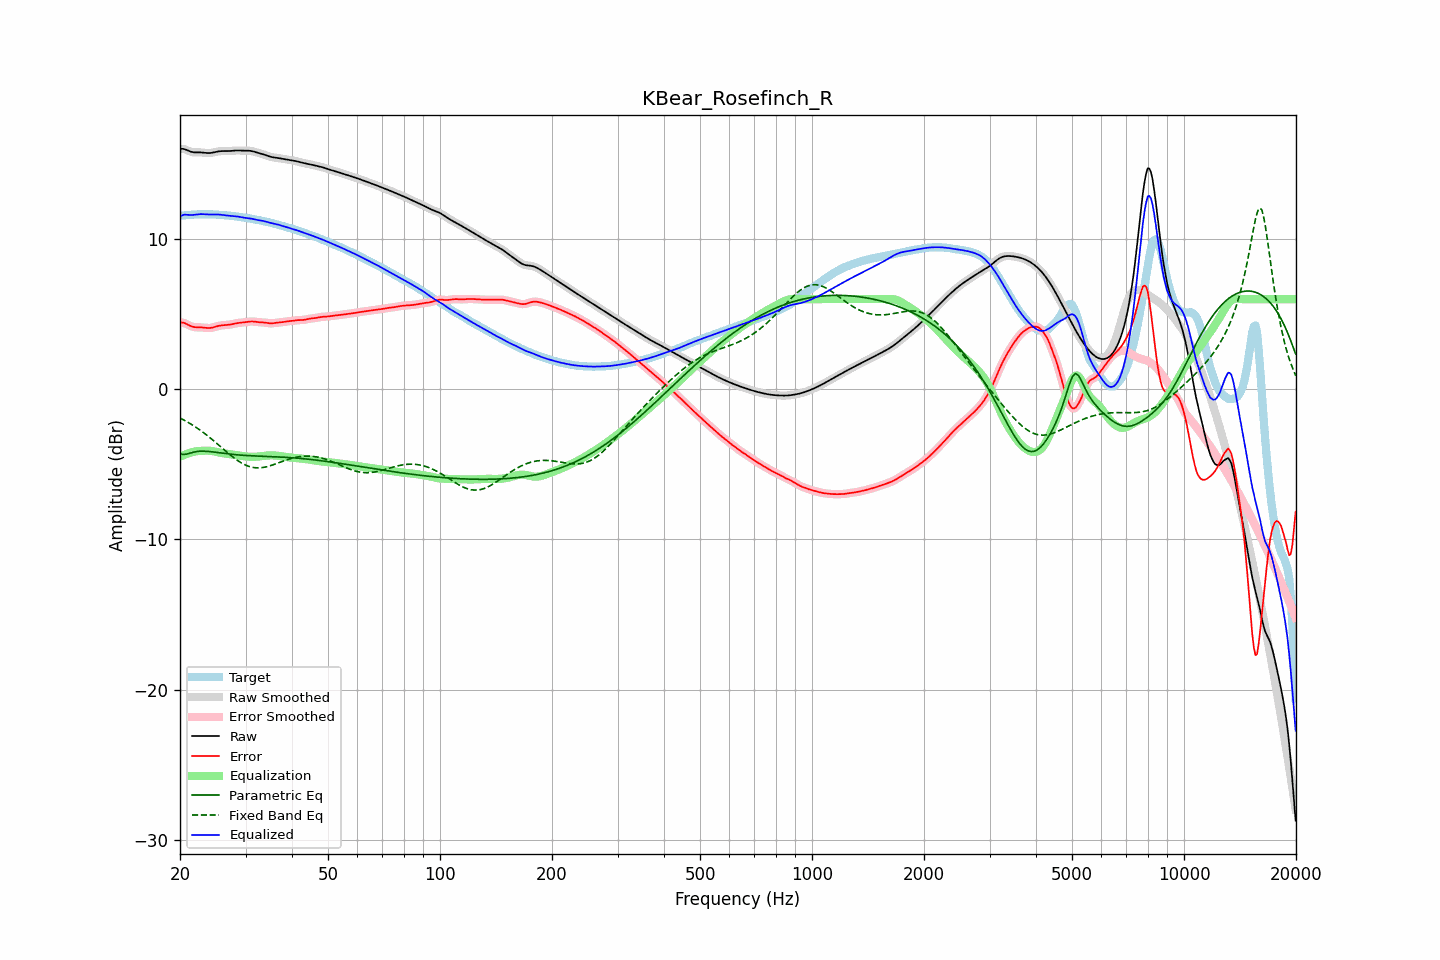 KBear_Rosefinch_R
Amplitude (dBr)
10
0
−10
−20
−30
Target
Raw Smoothed
Error Smoothed
Raw
Error
Equalization
Parametric Eq
Fixed Band Eq
Equalized
20 50 100 200 500 1000 2000 5000 10000 20000
Frequency (Hz)